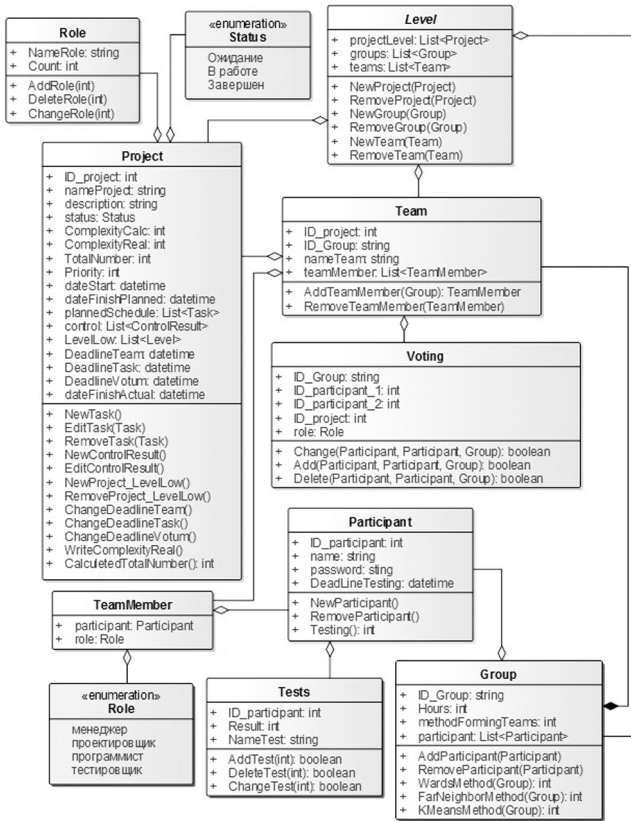 Role
+ NameRole: string
+ Count: int
+ AddRole(int)
+ DeleteRole(int)
+ ChangeRole(int)
«enumeration»
Status
Ожидание
В работе
Завершен
Level
+ projectLevel: List<Project>
+ groups: List<Group>
+ teams: List<Team>
+ NewProject(Project)
+ RemoveProject(Project)
+ NewGroup(Group)
+ RemoveGroup(Group)
+ NewTeam(Team)
+ RemoveTeam(Team)
Project
+ ID_project: int
+ nameProject: string
+ description: string
+ status: Status
+ ComplexityCalc: int
+ ComplexityReal: int
+ TotalNumber: int
+ Priority: int
+ dateStart: datetime
+ dateFinishPlanned: datetime
+ plannedSchedule: List<Task>
+ control: List<ControlResult>
+ LevelLow: List<Level>
+ DeadlineTeam: datetime
+ DeadlineTask: datetime
+ DeadlineVotum: datetime
+ dateFinishActual: datetime
+ NewTask()
+ EditTask(Task)
+ RemoveTask(Task)
+ NewControlResult()
+ EditControlResult()
+ NewProject_LevelLow()
+ RemoveProject_LevelLow()
+ ChangeDeadlineTeam()
+ ChangeDeadlineTask()
+ ChangeDeadlineVotum()
+ WriteComplexityReal()
+ CalculetedTotalNumber(): int
Team
+ ID_project: int
+ ID_Group: string
+ nameTeam: string
+ teamMember: List<TeamMember>
+ AddTeamMember(Group): TeamMember
+ RemoveTeamMember(TeamMember)
Voting
+ ID_Group: string
+ ID_participant_1: int
+ ID_participant_2: int
+ ID_project: int
+ role: Role
+ Change(Participant, Participant, Group): boolean
+ Add(Participant, Participant, Group): boolean
+ Delete(Participant, Participant, Group): boolean
Participant
+ ID_participant: int
+ name: string
+ password: sting
+ DeadLineTesting: datetime
+ NewParticipant()
+ RemoveParticipant()
+ Testing(): int
TeamMember
+ participant: Participant
+ role: Role
«enumeration»
Role
менеджер
проектировщик
программист
тестировщик
Tests
+ ID_participant: int
+ Result: int
+ NameTest: string
+ AddTest(int): boolean
+ DeleteTest(int): boolean
+ ChangeTest(int): boolean
Group
+ ID_Group: string
+ Hours: int
+ methodFormingTeams: int
+ participant: List<Participant>
+ AddParticipant(Participant)
+ RemoveParticipant(Participant)
+ WardsMethod(Group): int
+ FarNeighborMethod(Group): int
+ KMeansMethod(Group): int